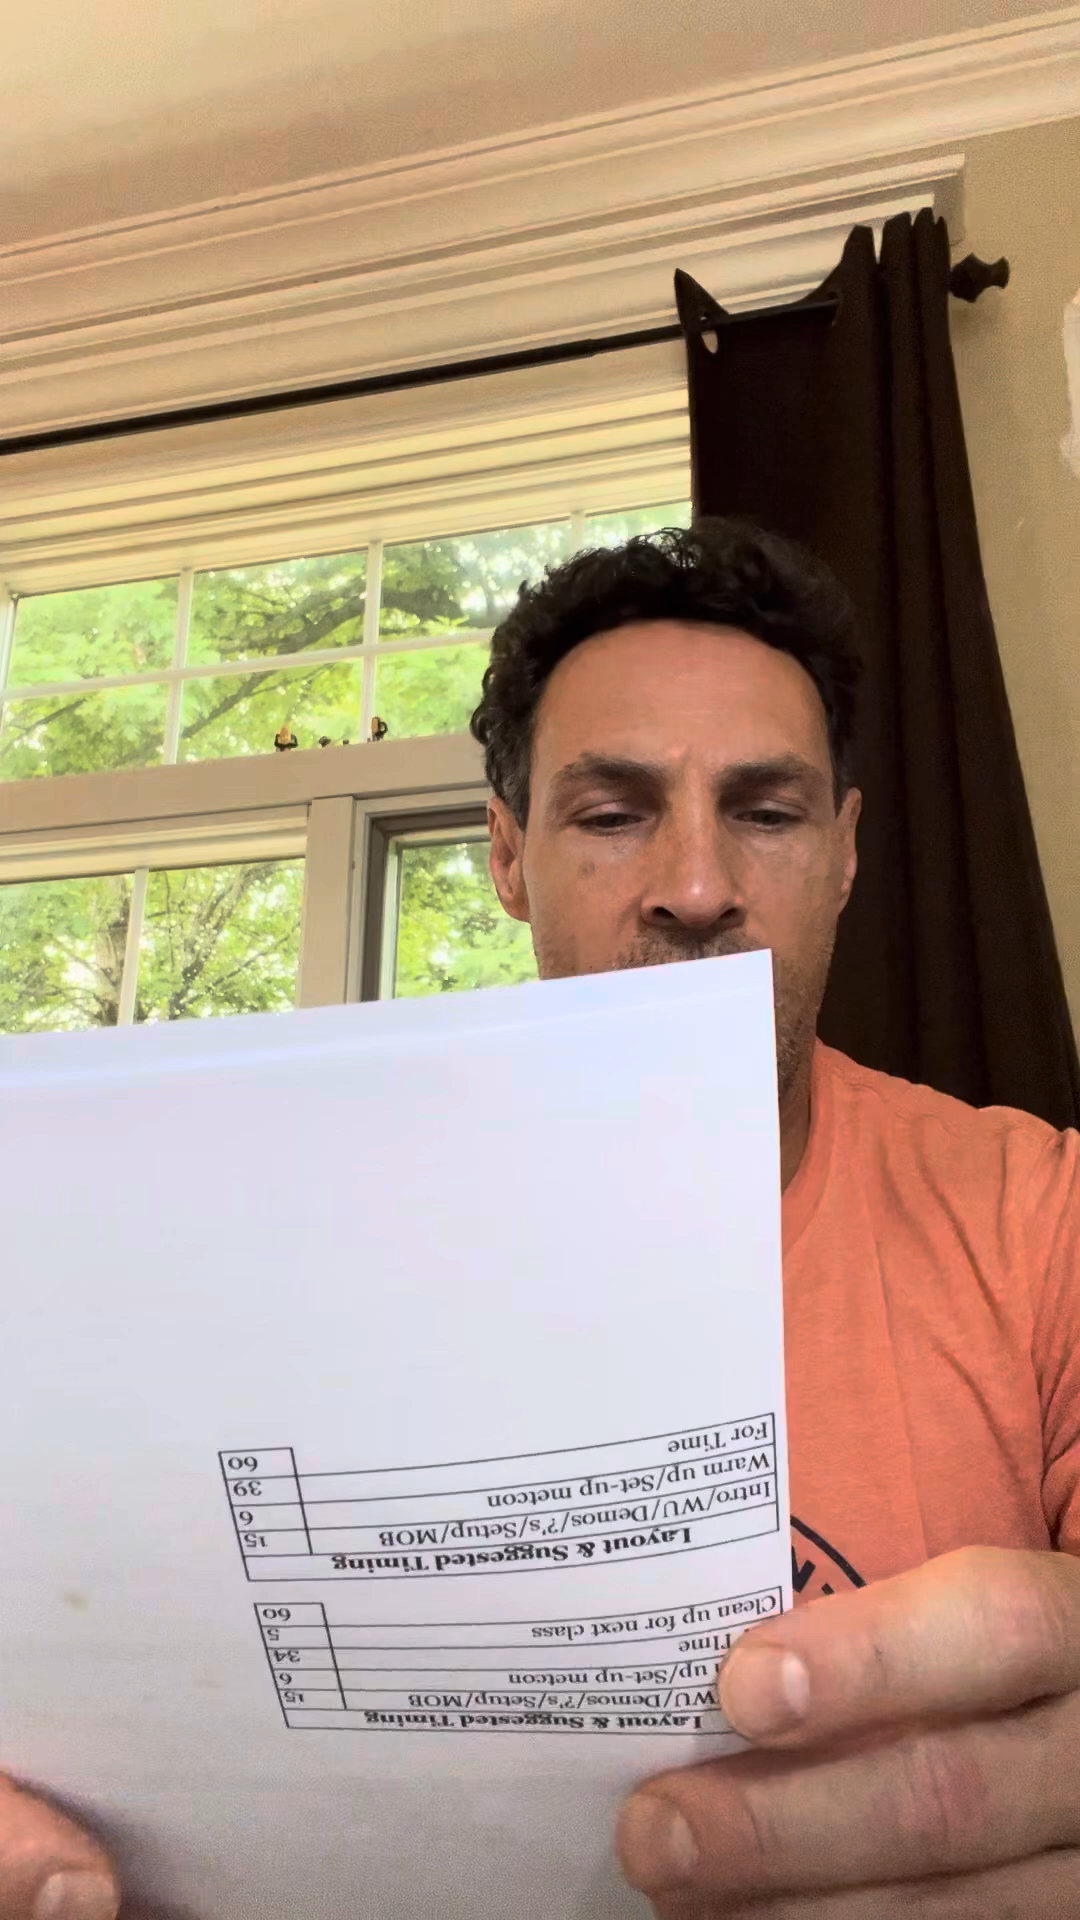 Layout & Suggested Timing
WU/Demos/?'s/Setup/MOB 15
up/Set-up metcon 6
Time 34
Clean up for next class 5
60
Layout & Suggested Timing
Intro/WU/Demos/?'s/Setup/MOB 15
Warm up/Set-up metcon 6
For Time 39
60